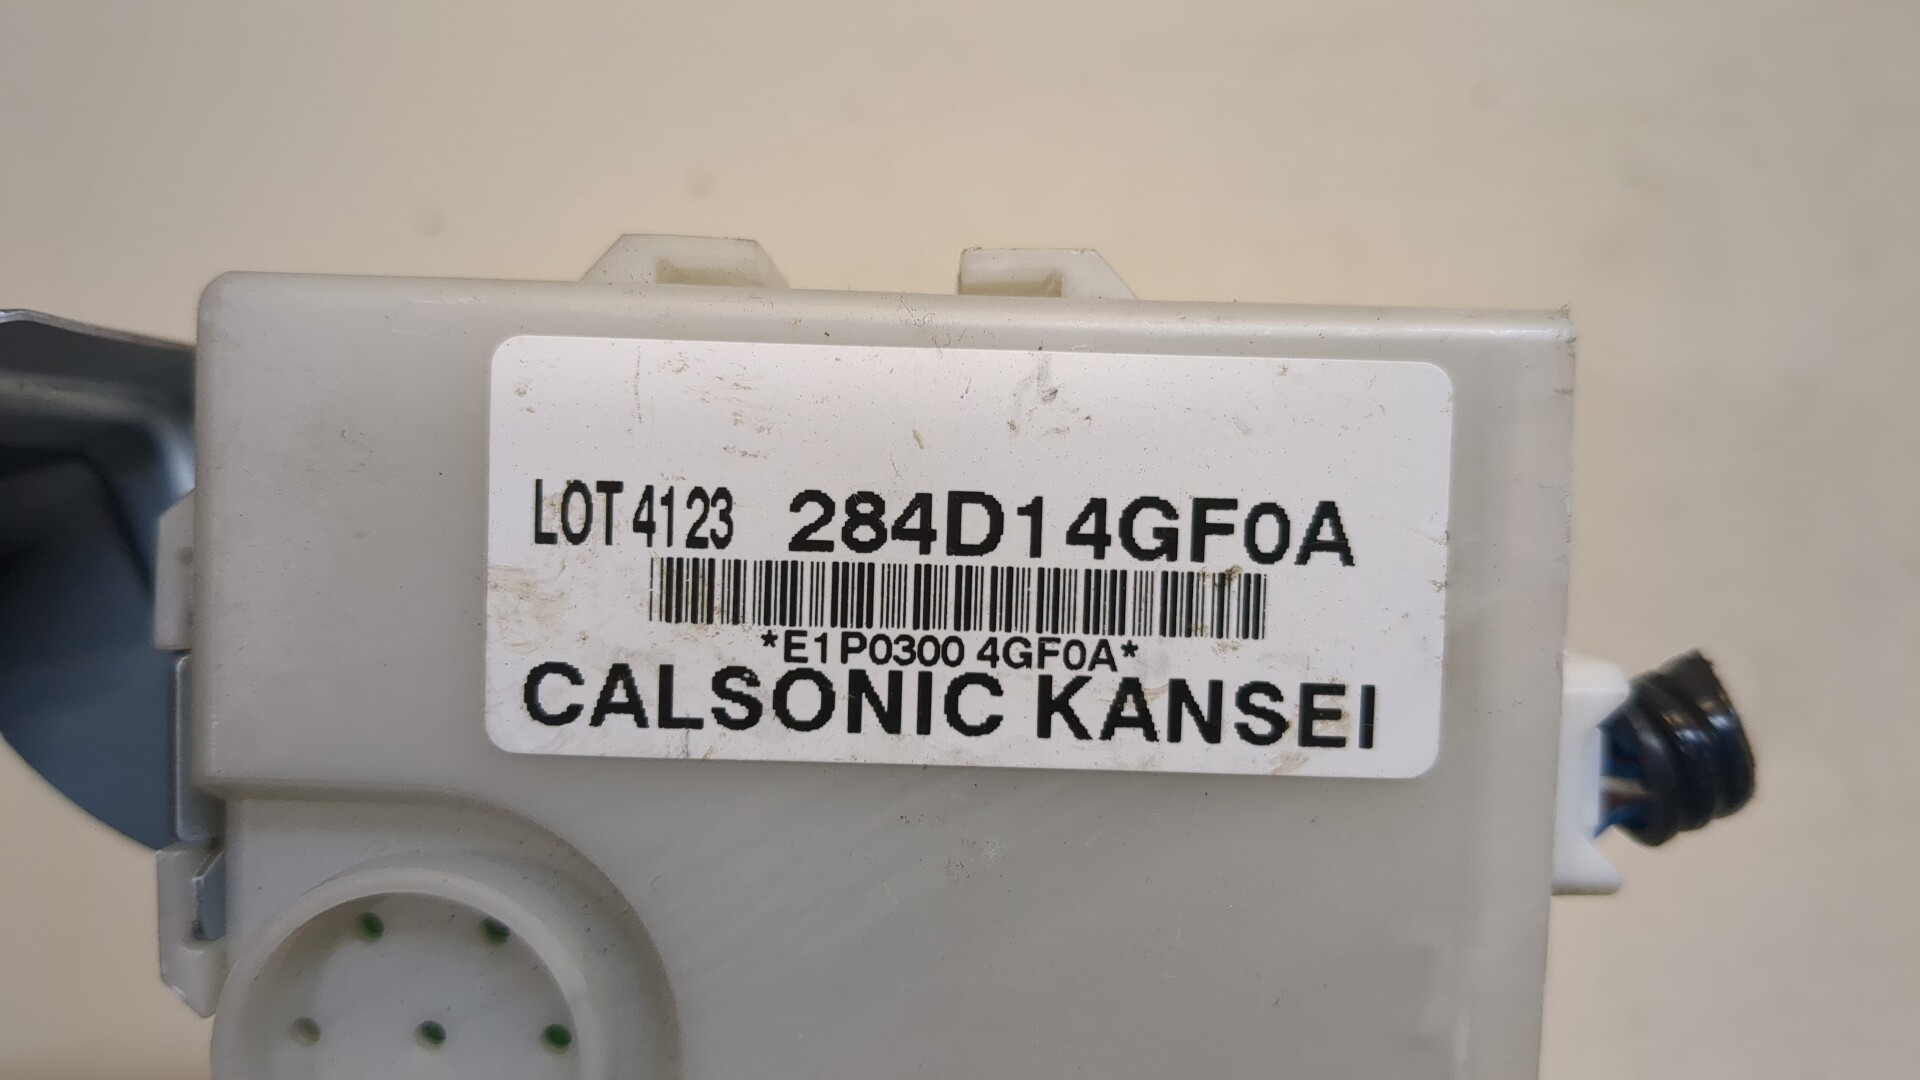 LOT 4123 284D14GF0A
*E1P0300 4GF0A*
CALSONIC KANSEI